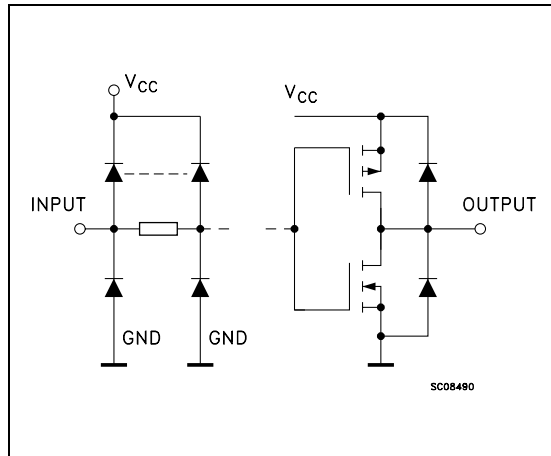 VCC
VCC
INPUT
OUTPUT
GND
GND
SC08490